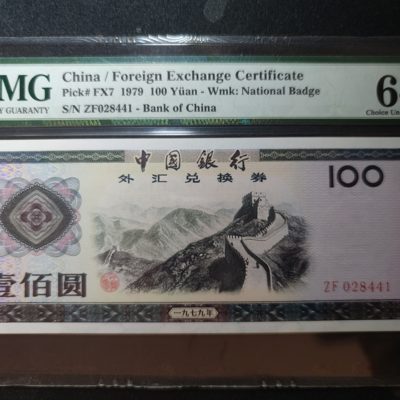 MG China / Foreign Exchange Certificate 6
Pick# FX7 1979 100 Yüan - Wmk: National Badge
Y GUARANTY S/N ZF028441 - Bank of China Choice Un
中国银行
外汇兑换券 100
壹佰圆 ZF 028441
一九七九年